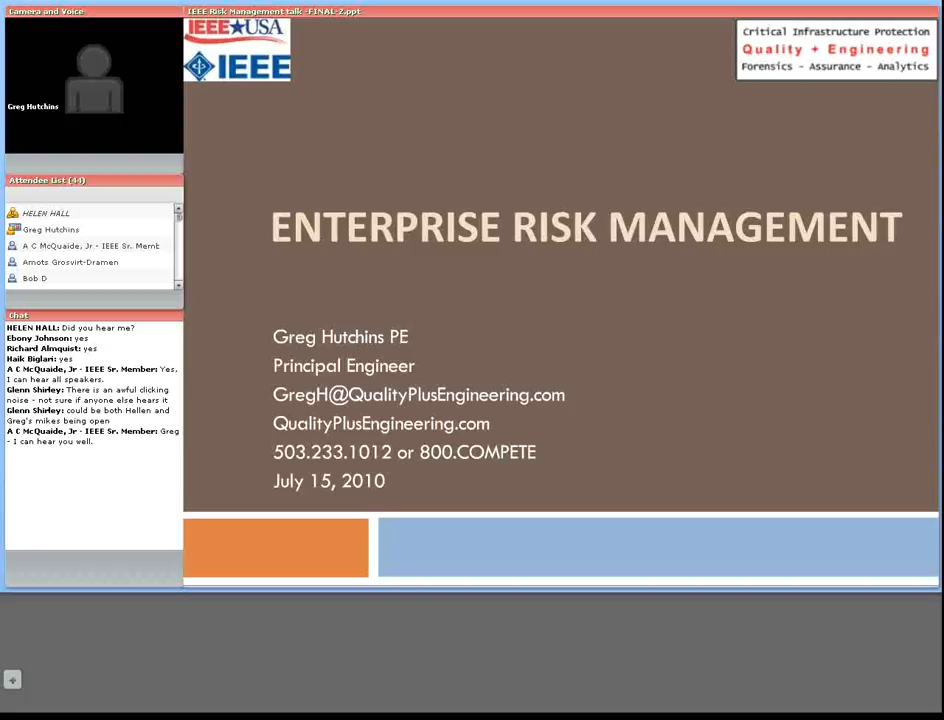 Camera and Voice
Greg Hutchins
Attendee List (44)
HELEN HALL
Greg Hutchins
A C McQuaide, Jr - IEEE Sr. Memb
Arnots Grosvirt-Dramen
Bob D
Chat
HELEN HALL: Did you hear me?
Ebony Johnson: yes
Richard Almquist: yes
Haik Biglari: yes
A C McQuaide, Jr - IEEE Sr. Member: Yes,
I can hear all speakers.
Glenn Shirley: There is an awful clicking
noise - not sure if anyone else hears it
Glenn Shirley: could be both Hellen and
Greg's mikes being open
A C McQuaide, Jr - IEEE Sr. Member: Greg
- I can hear you well.
IEEE Risk Management talk -FINAL-2.ppt
IEEE★USA
IEEE
Critical Infrastructure Protection
Quality + Engineering
Forensics - Assurance - Analytics
ENTERPRISE RISK MANAGEMENT
Greg Hutchins PE
Principal Engineer
GregH@QualityPlusEngineering.com
QualityPlusEngineering.com
503.233.1012 or 800.COMPETE
July 15, 2010